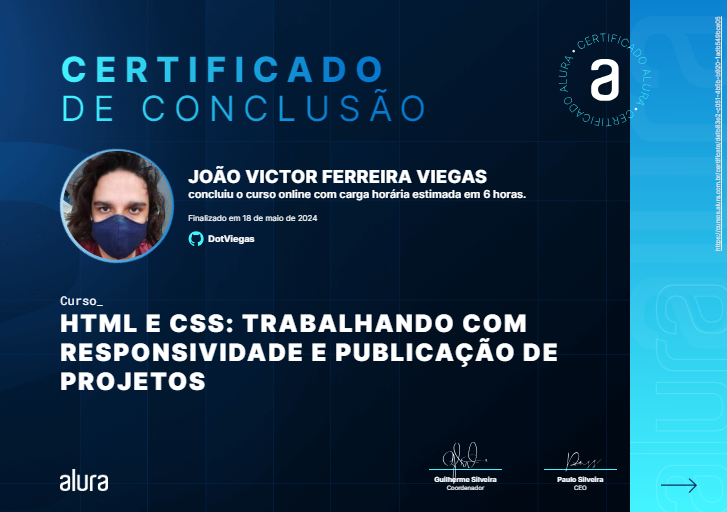 CERTIFICADO
DE CONCLUSÃO
CERTIFICADO ALURA • CERTIFICADO ALURA •
a
JOÃO VICTOR FERREIRA VIEGAS
concluiu o curso online com carga horária estimada em 6 horas.
Finalizado em 18 de maio de 2024
DotViegas
Curso_
HTML E CSS: TRABALHANDO COM
RESPONSIVIDADE E PUBLICAÇÃO DE
PROJETOS
alura
Guilherme Silveira
Coordenador
Paulo Silveira
CEO
alura